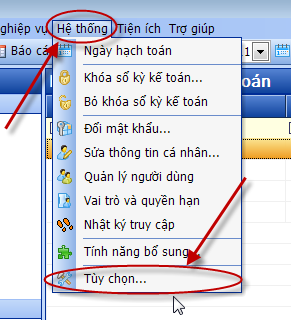 ghiệp vụ Hệ thống Tiện ích Trợ giúp
Báo cá
Ngày hạch toán
1
Khóa sổ kỳ kế toán...
oán
Bỏ khóa sổ kỳ kế toán
Đổi mật khẩu...
Sửa thông tin cá nhân...
Quản lý người dùng
Vai trò và quyền hạn
Nhật ký truy cập
Tính năng bổ sung
Tùy chọn...